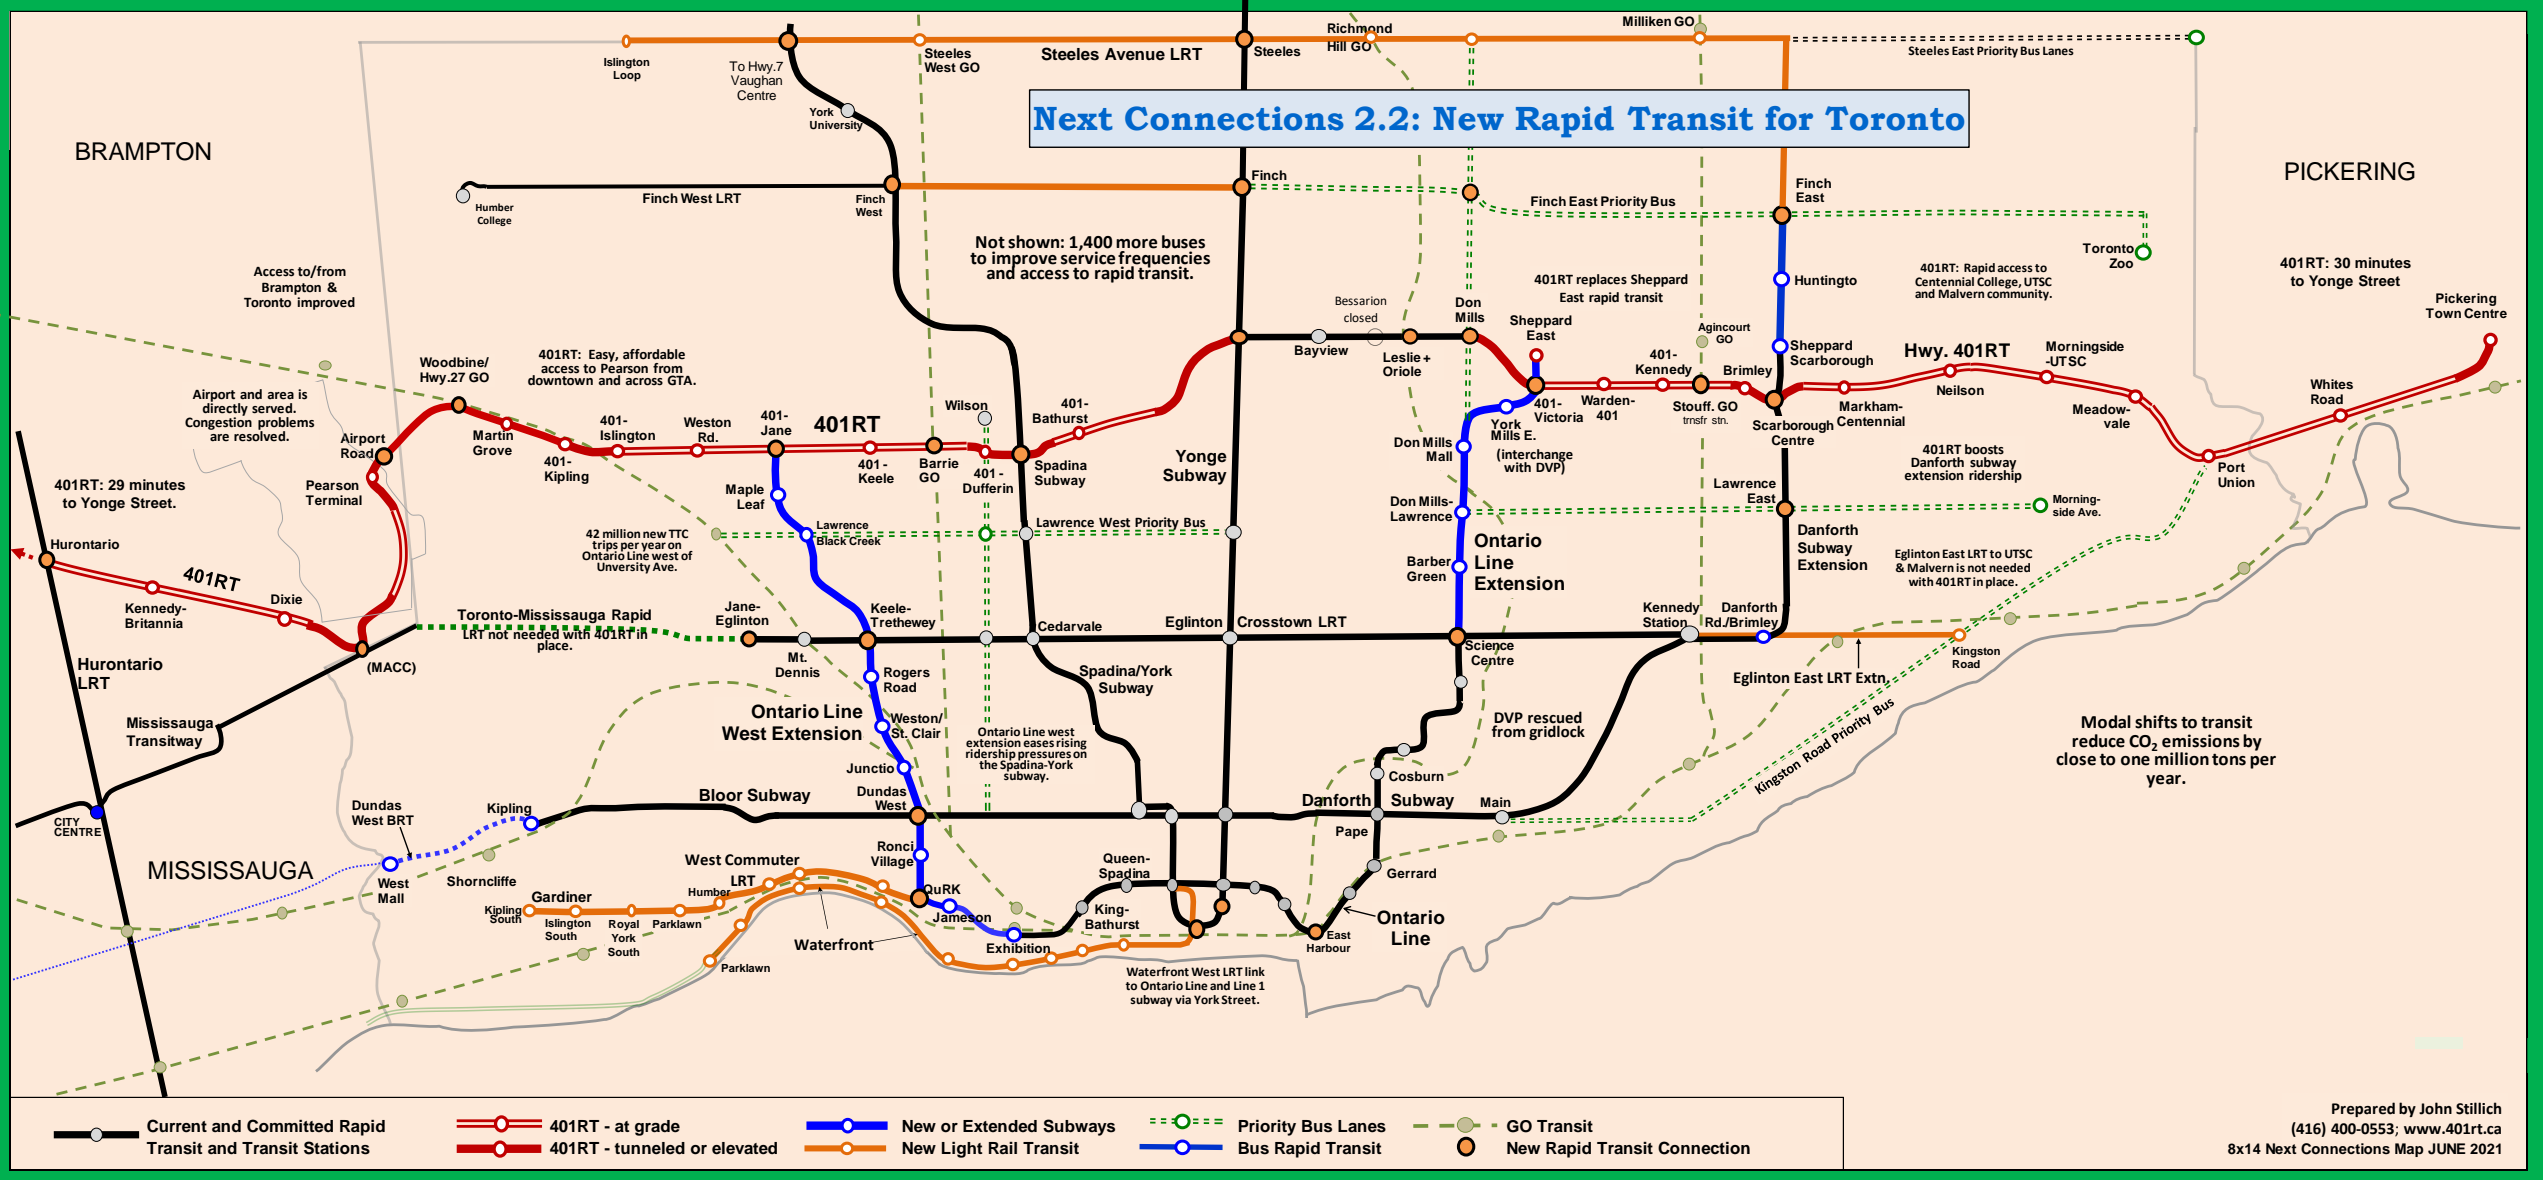 Richmond
Hill GO
Milliken GO
Islington
Loop
To Hwy.7
Vaughan
Centre
Steeles
West GO
Steeles Avenue LRT
Steeles
Steeles East Priority Bus Lanes
York
University
Next Connections 2.2: New Rapid Transit for Toronto
BRAMPTON
PICKERING
Humber
College
Finch West LRT
Finch
West
Finch
Finch East Priority Bus
Finch
East
Toronto
Zoo
Not shown: 1,400 more buses
to improve service frequencies
and access to rapid transit.
Access to/from
Brampton &
Toronto improved
401RT replaces Sheppard
East rapid transit
Huntingto
401RT: Rapid access to
Centennial College, UTSC
and Malvern community.
401RT: 30 minutes
to Yonge Street
Pickering
Town Centre
Bessarion
closed
Don
Mills
Sheppard
East
Agincourt
GO
Bayview
Leslie +
Oriole
Sheppard
Scarborough
Hwy. 401RT
Morningside
-UTSC
Woodbine/
Hwy.27 GO
401RT: Easy, affordable
access to Pearson from
downtown and across GTA.
401-
Kennedy
Brimley
Neilson
Whites
Road
Airport and area is
directly served.
Congestion problems
are resolved.
Airport
Road
Martin
Grove
401-
Kipling
401-
Islington
Weston
Rd.
401-
Jane
401RT
401 -
Keele
Barrie
GO
Wilson
401 -
Dufferin
Spadina
Subway
401-
Bathurst
Yonge
Subway
York
Mills E.
(interchange
with DVP)
401-
Victoria
Warden-
401
Stouff. GO
trnsfr stn.
Scarborough
Centre
Markham-
Centennial
Meadow-
vale
Port
Union
Don Mills
Mall
401RT boosts
Danforth subway
extension ridership
401RT: 29 minutes
to Yonge Street.
Pearson
Terminal
Maple
Leaf
Lawrence
Black Creek
Lawrence West Priority Bus
Don Mills-
Lawrence
Lawrence
East
Morning-
side Ave.
42 million new TTC
trips per year on
Ontario Line west of
Unversity Ave.
Ontario
Line
Extension
Danforth
Subway
Extension
Eglinton East LRT to UTSC
& Malvern is not needed
with 401RT in place.
Barber
Green
Hurontario
401RT
Kennedy-
Britannia
Dixie
(MACC)
Toronto-Mississauga Rapid
LRT not needed with 401RT in
place.
Jane-
Eglinton
Mt.
Dennis
Keele-
Trethewey
Cedarvale
Eglinton
Crosstown LRT
Science
Centre
Kennedy
Station
Danforth
Rd./Brimley
Kingston
Road
Eglinton East LRT Extn.
Hurontario
LRT
Mississauga
Transitway
Rogers
Road
Spadina/York
Subway
Ontario Line
West Extension
Weston/
St. Clair
Ontario Line west
extension eases rising
ridership pressures on
the Spadina-York
subway.
DVP rescued
from gridlock
Kingston Road Priority Bus
Modal shifts to transit
reduce CO2 emissions by
close to one million tons per
year.
Junctio
Dundas
West
Cosburn
Bloor Subway
Danforth
Subway
Main
Pape
Kipling
Dundas
West BRT
CITY
CENTRE
MISSISSAUGA
West
Mall
Shorncliffe
Ronci
Village
West Commuter
LRT
Humber
Gardiner
Kipling
South
Islington
South
Royal
York
South
Parklawn
QuRK
Jameson
Queen-
Spadina
King-
Bathurst
Gerrard
Ontario
Line
East
Harbour
Exhibition
Waterfront
Parklawn
Waterfront West LRT link
to Ontario Line and Line 1
subway via York Street.
Current and Committed Rapid
Transit and Transit Stations
401RT - at grade
401RT - tunneled or elevated
New or Extended Subways
New Light Rail Transit
Priority Bus Lanes
Bus Rapid Transit
GO Transit
New Rapid Transit Connection
Prepared by John Stillich
(416) 400-0553; www.401rt.ca
8x14 Next Connections Map JUNE 2021